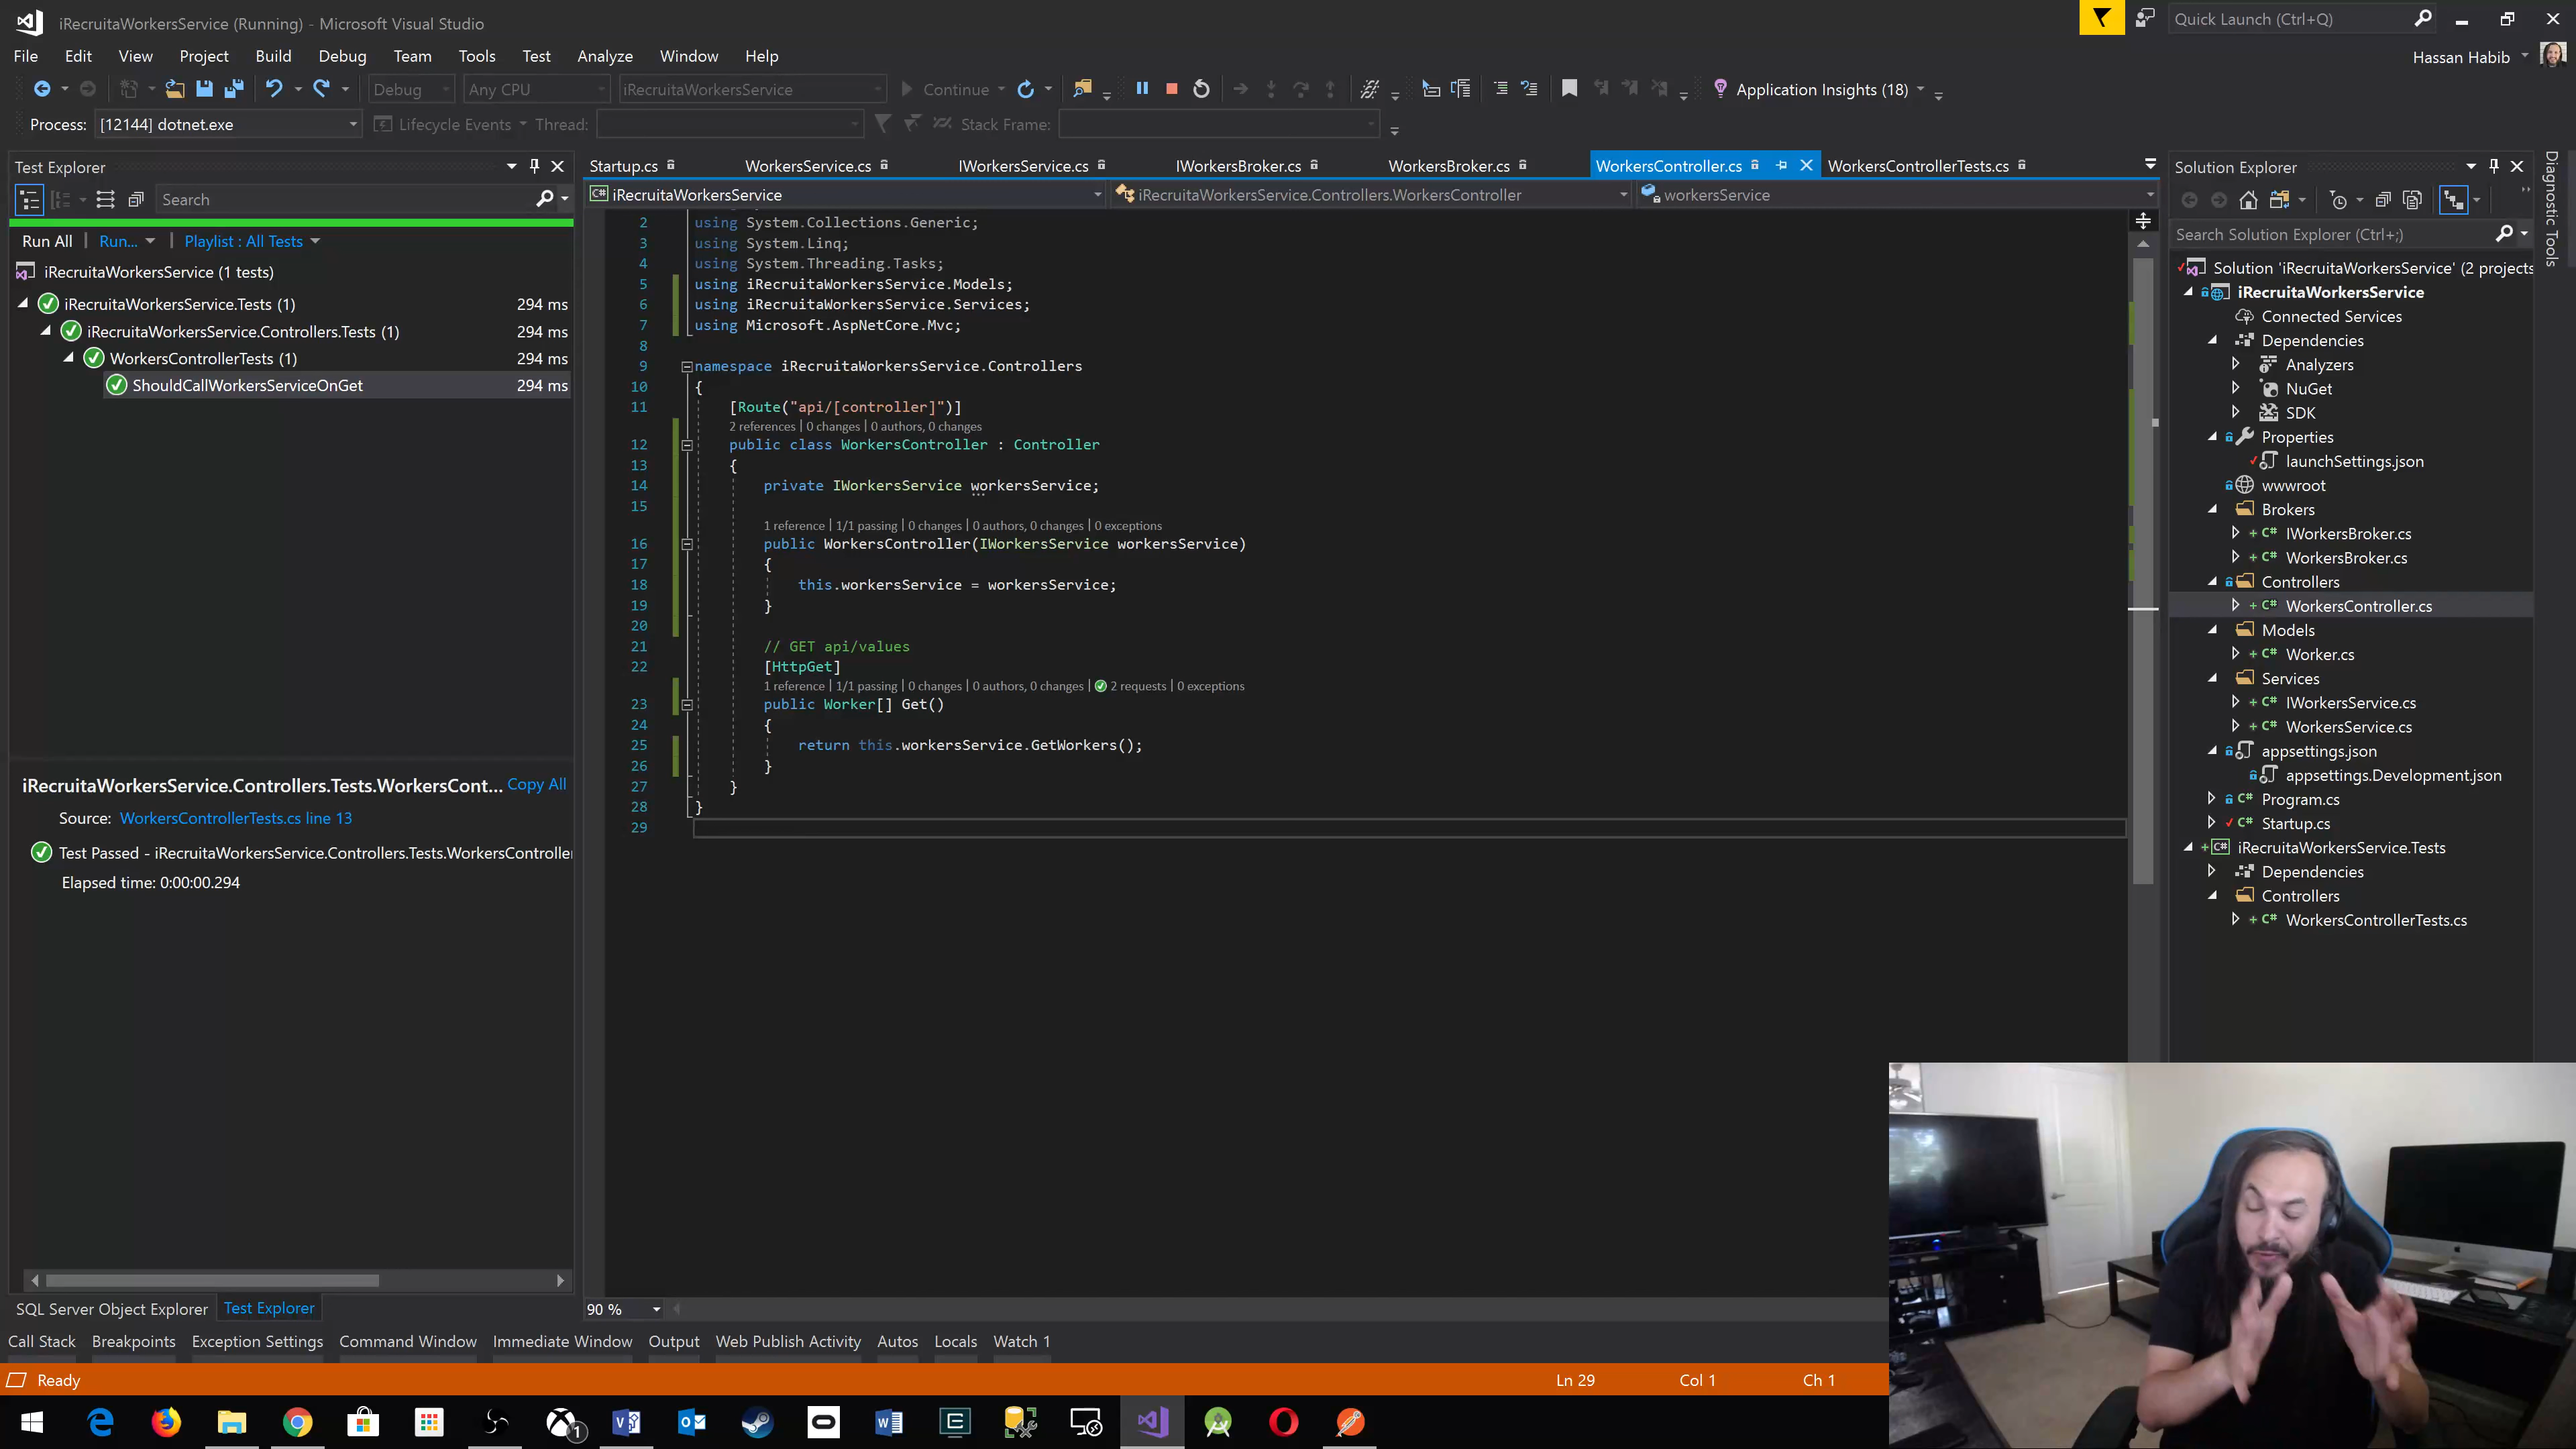 iRecruitaWorkersService (Running) - Microsoft Visual Studio
Quick Launch (Ctrl+Q)
File Edit View Project Build Debug Team Tools Test Analyze Window Help
Hassan Habib
Debug Any CPU iRecruitaWorkersService Continue Application Insights (18)
Process: [12144] dotnet.exe Lifecycle Events Thread: Stack Frame:
Test Explorer
Search
Run All | Run... | Playlist : All Tests
iRecruitaWorkersService (1 tests)
iRecruitaWorkersService.Tests (1) 294 ms
iRecruitaWorkersService.Controllers.Tests (1) 294 ms
WorkersControllerTests (1) 294 ms
ShouldCallWorkersServiceOnGet 294 ms
iRecruitaWorkersService.Controllers.Tests.WorkersCont... Copy All
Source: WorkersControllerTests.cs line 13
Test Passed - iRecruitaWorkersService.Controllers.Tests.WorkersController
Elapsed time: 0:00:00.294
SQL Server Object Explorer Test Explorer
Startup.cs WorkersService.cs IWorkersService.cs IWorkersBroker.cs WorkersBroker.cs WorkersController.cs WorkersControllerTests.cs
iRecruitaWorkersService iRecruitaWorkersService.Controllers.WorkersController workersService
2 using System.Collections.Generic;
3 using System.Linq;
4 using System.Threading.Tasks;
5 using iRecruitaWorkersService.Models;
6 using iRecruitaWorkersService.Services;
7 using Microsoft.AspNetCore.Mvc;
8
9 namespace iRecruitaWorkersService.Controllers
10 {
11 [Route("api/[controller]")]
2 references | 0 changes | 0 authors, 0 changes
12 public class WorkersController : Controller
13 {
14 private IWorkersService workersService;
15
1 reference | 1/1 passing | 0 changes | 0 authors, 0 changes | 0 exceptions
16 public WorkersController(IWorkersService workersService)
17 {
18 this.workersService = workersService;
19 }
20
21 // GET api/values
22 [HttpGet]
1 reference | 1/1 passing | 0 changes | 0 authors, 0 changes | 2 requests | 0 exceptions
23 public Worker[] Get()
24 {
25 return this.workersService.GetWorkers();
26 }
27 }
28 }
29
90 %
Solution Explorer
Search Solution Explorer (Ctrl+;)
Solution 'iRecruitaWorkersService' (2 projects
iRecruitaWorkersService
Connected Services
Dependencies
Analyzers
NuGet
SDK
Properties
launchSettings.json
wwwroot
Brokers
IWorkersBroker.cs
WorkersBroker.cs
Controllers
WorkersController.cs
Models
Worker.cs
Services
IWorkersService.cs
WorkersService.cs
appsettings.json
appsettings.Development.json
Program.cs
Startup.cs
iRecruitaWorkersService.Tests
Dependencies
Controllers
WorkersControllerTests.cs
Diagnostic Tools
Call Stack Breakpoints Exception Settings Command Window Immediate Window Output Web Publish Activity Autos Locals Watch 1
Ready Ln 29 Col 1 Ch 1
1